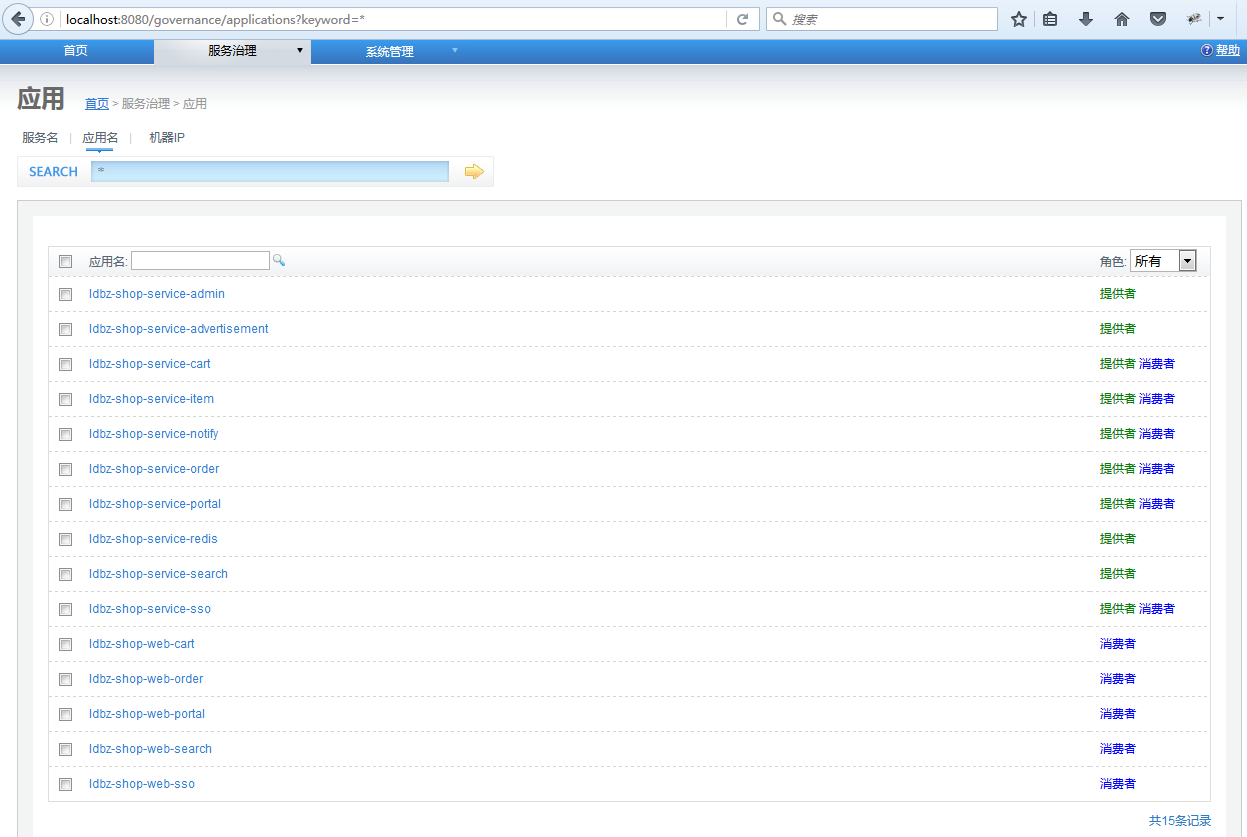 localhost:8080/governance/applications?keyword=*
搜索
首页 服务治理 系统管理 帮助
应用 首页 > 服务治理 > 应用
服务名 | 应用名 | 机器IP
SEARCH *
应用名: 角色: 所有
ldbz-shop-service-admin 提供者
ldbz-shop-service-advertisement 提供者
ldbz-shop-service-cart 提供者 消费者
ldbz-shop-service-item 提供者 消费者
ldbz-shop-service-notify 提供者 消费者
ldbz-shop-service-order 提供者 消费者
ldbz-shop-service-portal 提供者 消费者
ldbz-shop-service-redis 提供者
ldbz-shop-service-search 提供者
ldbz-shop-service-sso 提供者 消费者
ldbz-shop-web-cart 消费者
ldbz-shop-web-order 消费者
ldbz-shop-web-portal 消费者
ldbz-shop-web-search 消费者
ldbz-shop-web-sso 消费者
共15条记录